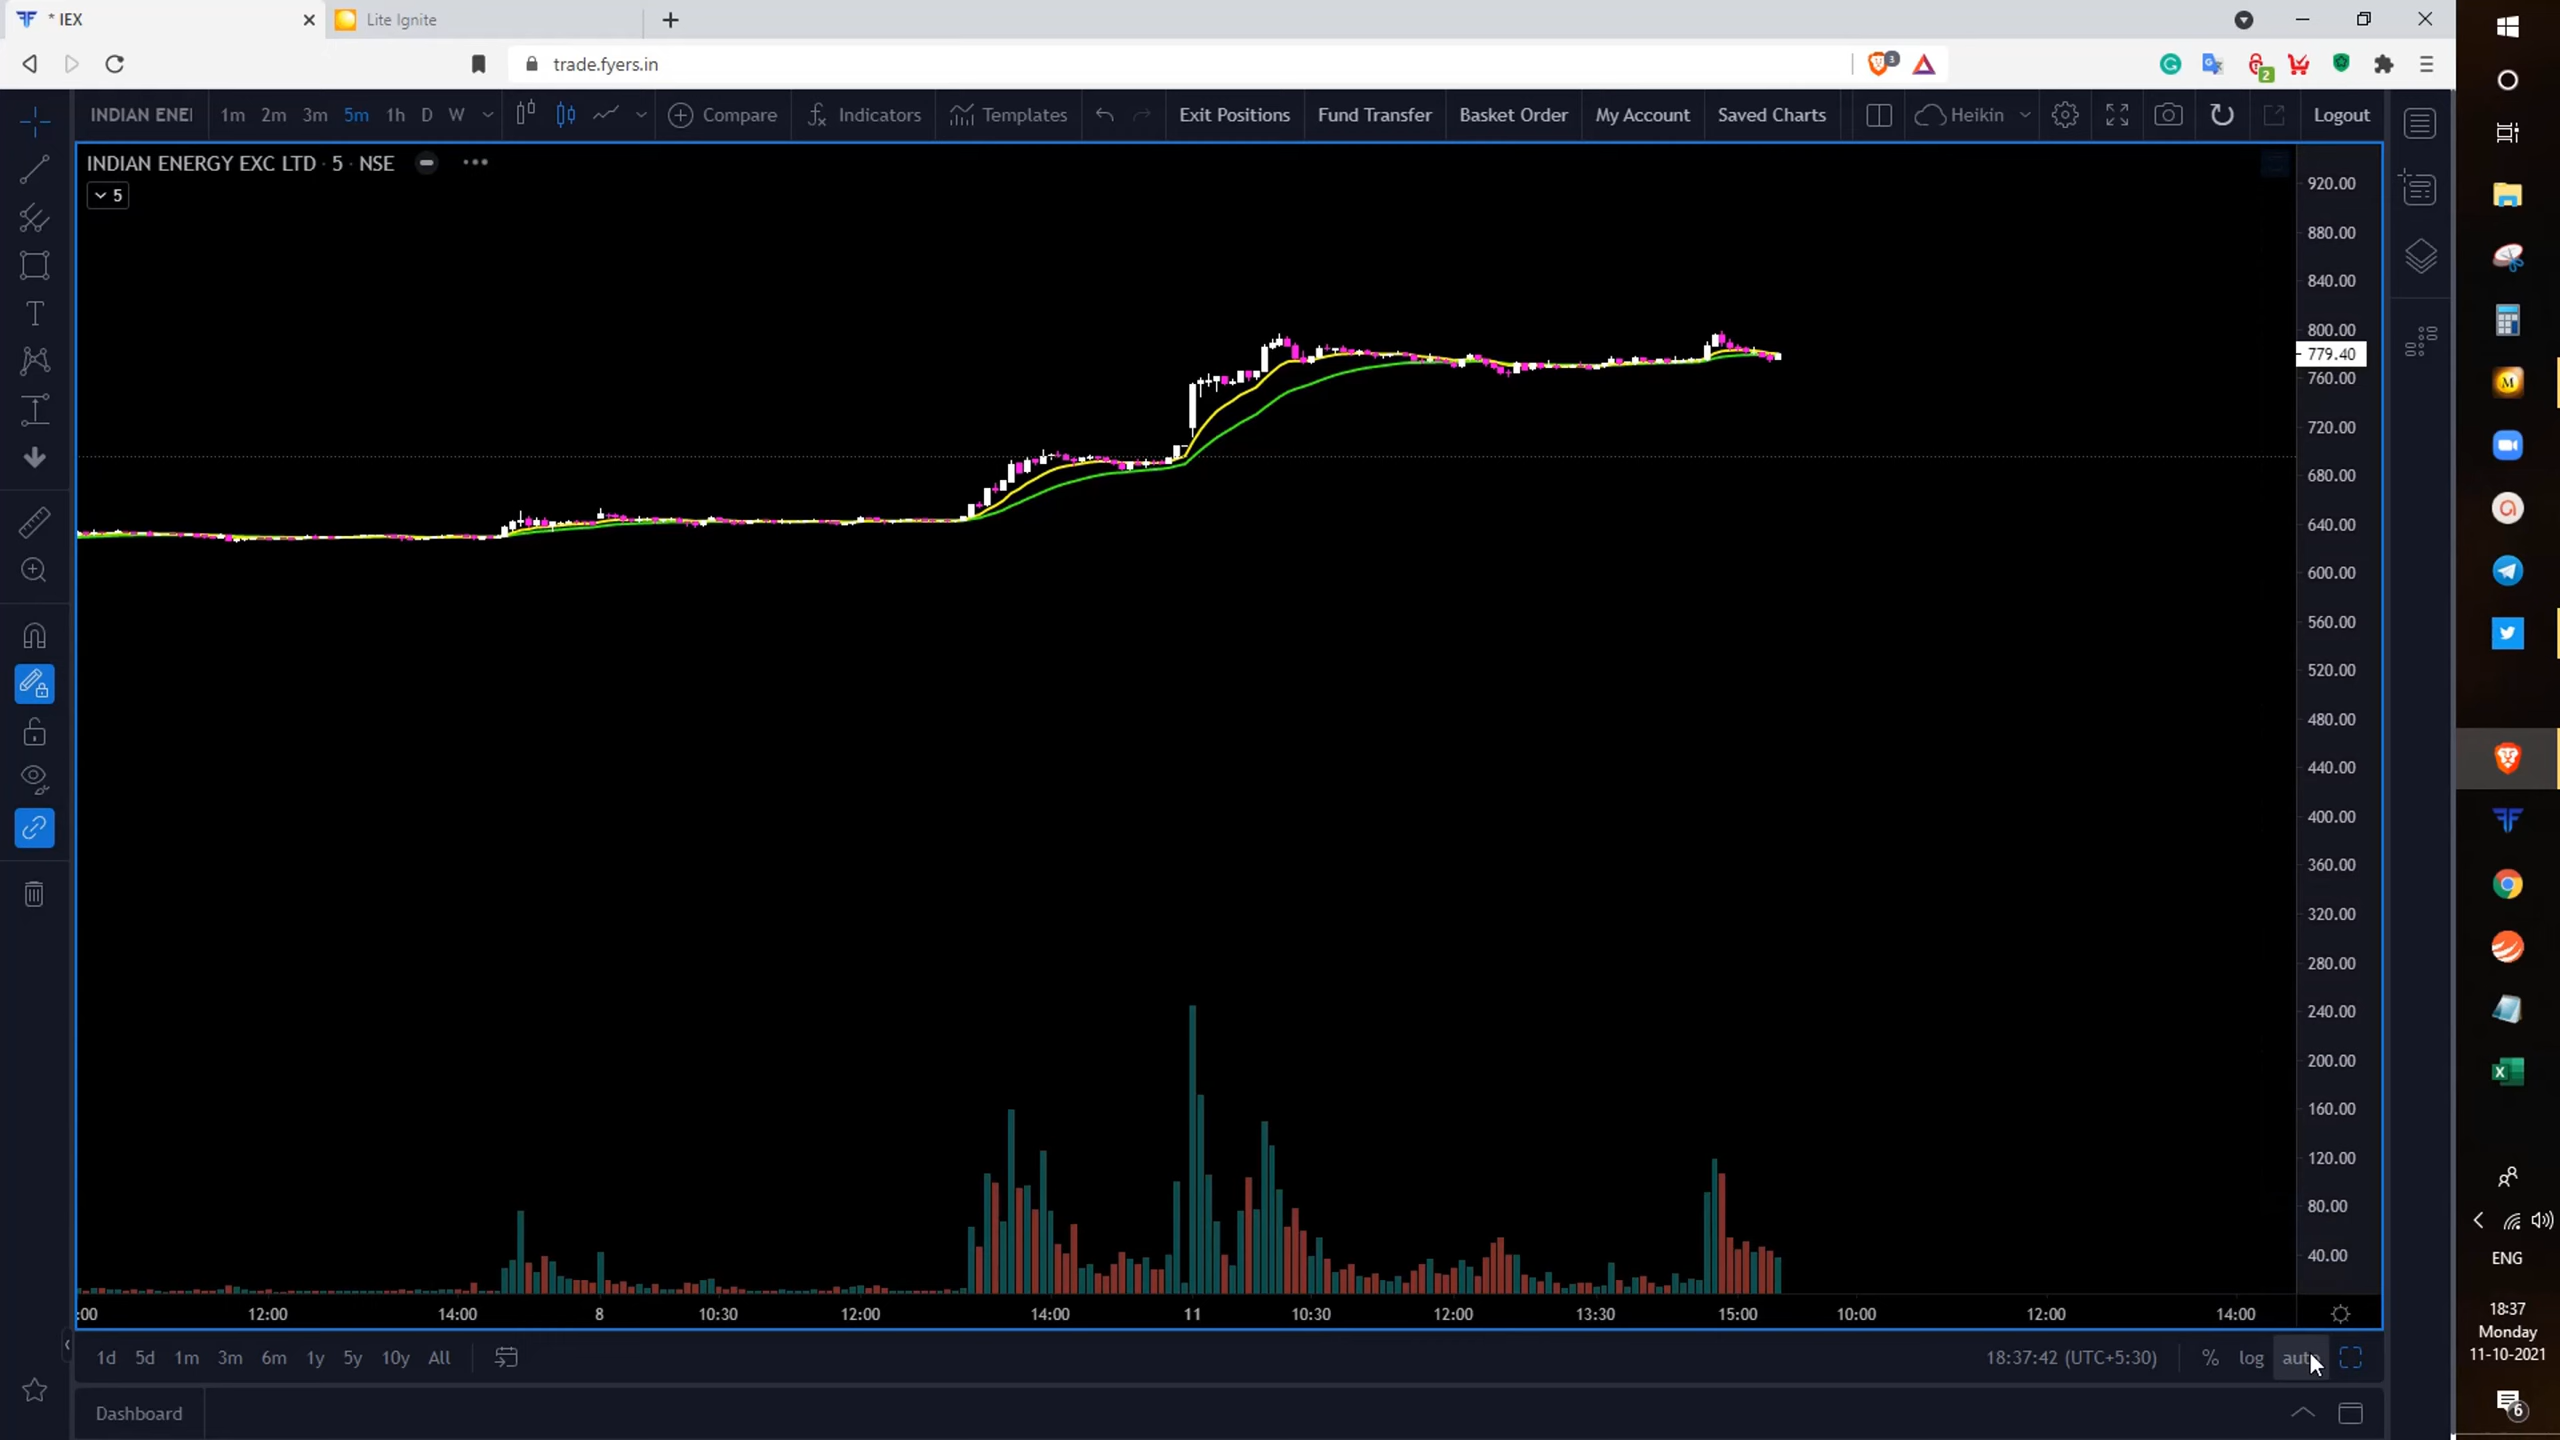 * IEX
Lite Ignite
trade.fyers.in
3
2
INDIAN ENE
1m 2m 3m 5m 1h D W
Compare
Indicators
Templates
Exit Positions
Fund Transfer
Basket Order
My Account
Saved Charts
Heikin
Logout
INDIAN ENERGY EXC LTD · 5 · NSE
5
920.00
880.00
840.00
800.00
779.40
760.00
720.00
680.00
640.00
600.00
560.00
520.00
480.00
440.00
400.00
360.00
320.00
280.00
240.00
200.00
160.00
120.00
80.00
40.00
:00 12:00 14:00 8 10:30 12:00 14:00 11 10:30 12:00 13:30 15:00 10:00 12:00 14:00
1d 5d 1m 3m 6m 1y 5y 10y All
18:37:42 (UTC+5:30)
% log auto
Dashboard
ENG
18:37
Monday
11-10-2021
6